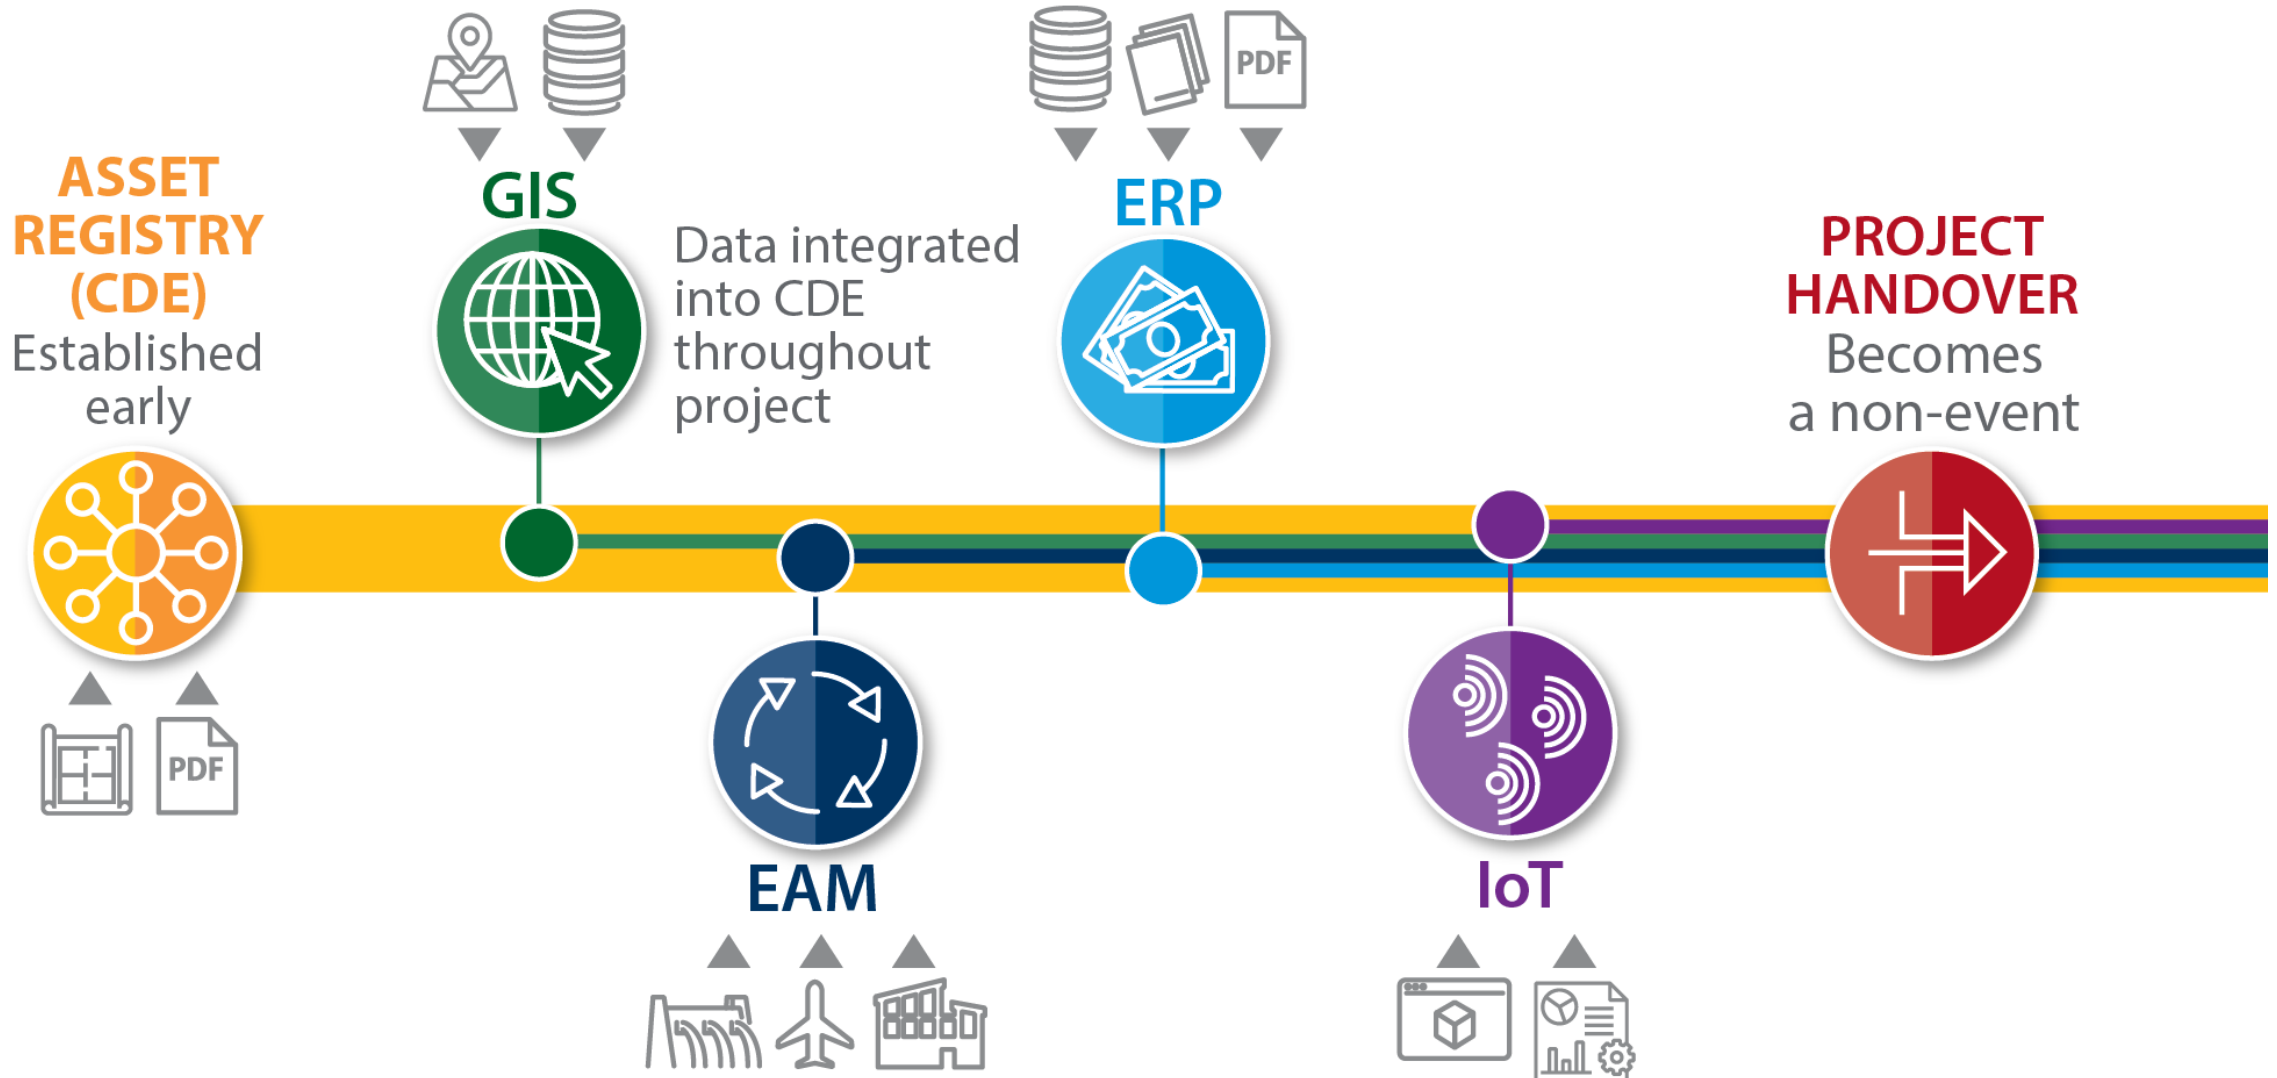 ASSET
REGISTRY
(CDE)
Established
early
PDF
GIS
Data integrated
into CDE
throughout
project
EAM
PDF
ERP
IoT
PROJECT
HANDOVER
Becomes
a non-event